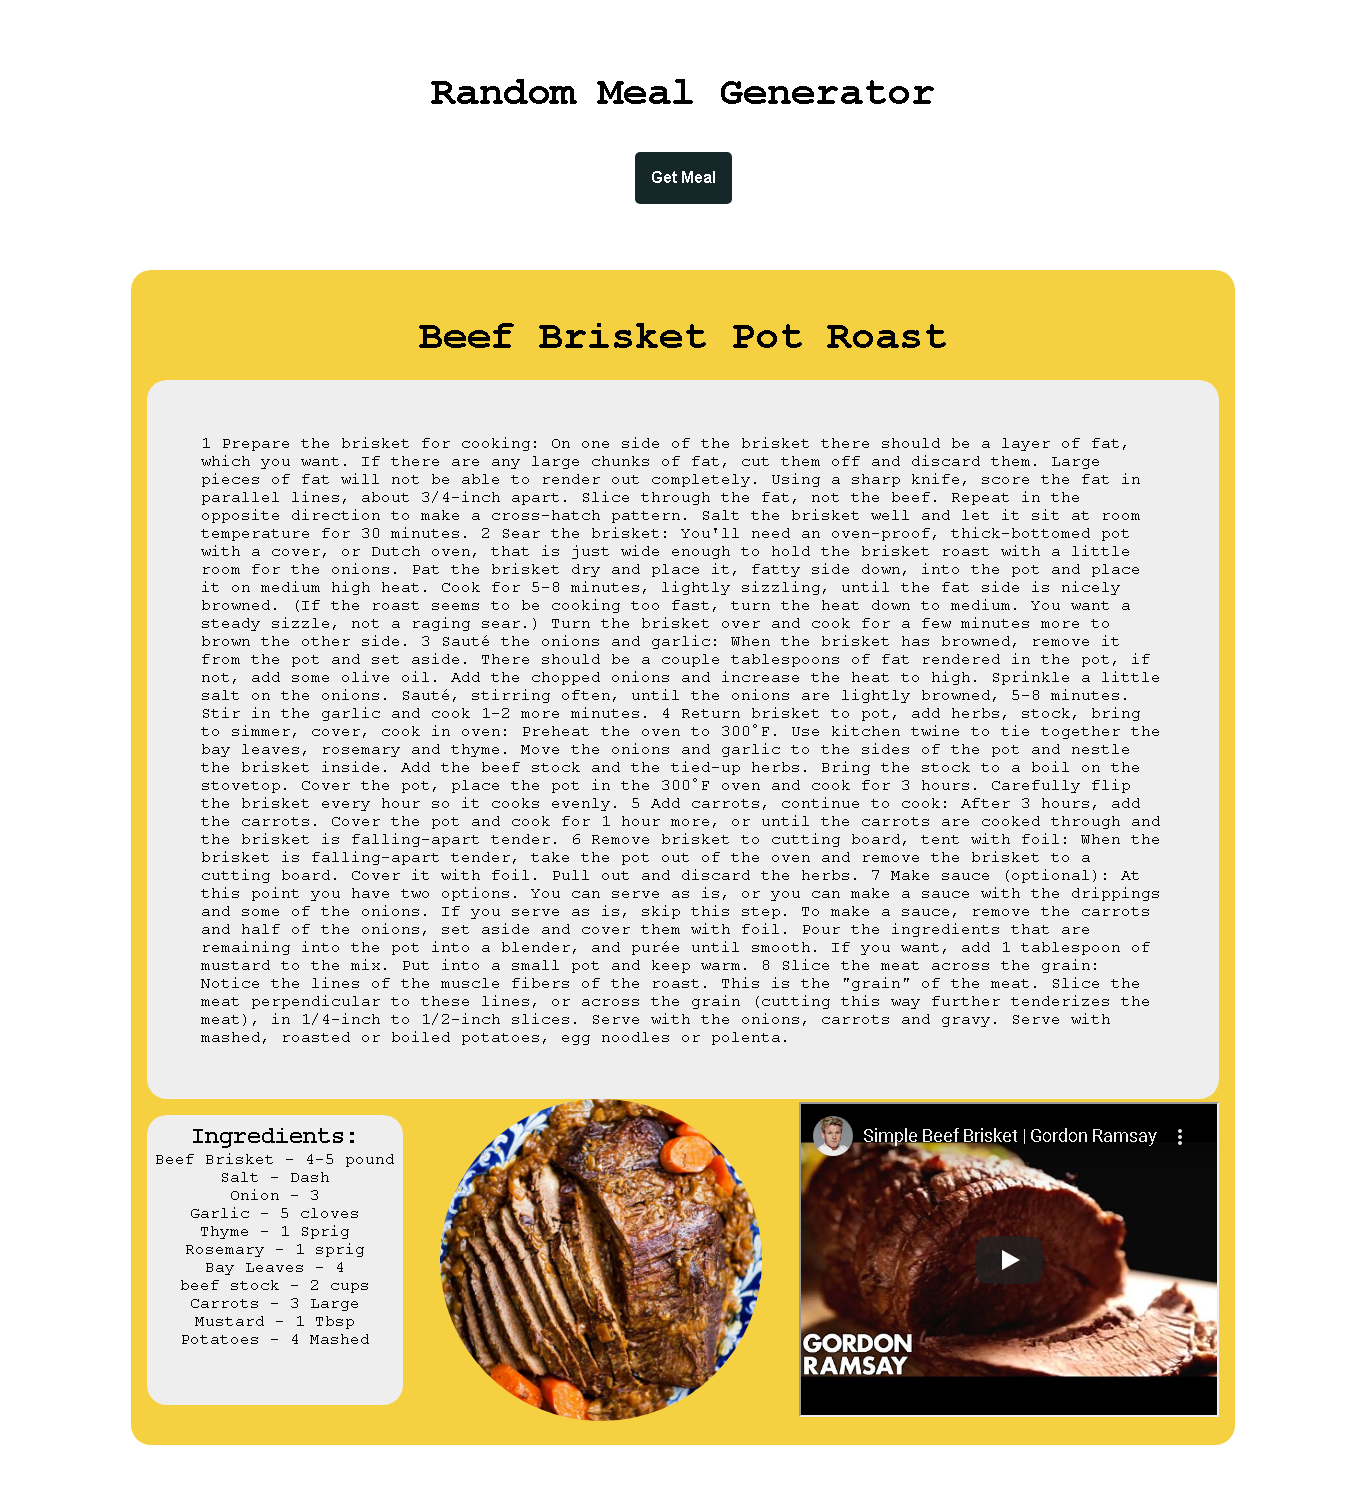 Random Meal Generator
Get Meal
Beef Brisket Pot Roast
1 Prepare the brisket for cooking: On one side of the brisket there should be a layer of fat,
which you want. If there are any large chunks of fat, cut them off and discard them. Large
pieces of fat will not be able to render out completely. Using a sharp knife, score the fat in
parallel lines, about 3/4-inch apart. Slice through the fat, not the beef. Repeat in the
opposite direction to make a cross-hatch pattern. Salt the brisket well and let it sit at room
temperature for 30 minutes. 2 Sear the brisket: You'll need an oven-proof, thick-bottomed pot
with a cover, or Dutch oven, that is just wide enough to hold the brisket roast with a little
room for the onions. Pat the brisket dry and place it, fatty side down, into the pot and place
it on medium high heat. Cook for 5-8 minutes, lightly sizzling, until the fat side is nicely
browned. (If the roast seems to be cooking too fast, turn the heat down to medium. You want a
steady sizzle, not a raging sear.) Turn the brisket over and cook for a few minutes more to
brown the other side. 3 Sauté the onions and garlic: When the brisket has browned, remove it
from the pot and set aside. There should be a couple tablespoons of fat rendered in the pot, if
not, add some olive oil. Add the chopped onions and increase the heat to high. Sprinkle a little
salt on the onions. Sauté, stirring often, until the onions are lightly browned, 5-8 minutes.
Stir in the garlic and cook 1-2 more minutes. 4 Return brisket to pot, add herbs, stock, bring
to simmer, cover, cook in oven: Preheat the oven to 300°F. Use kitchen twine to tie together the
bay leaves, rosemary and thyme. Move the onions and garlic to the sides of the pot and nestle
the brisket inside. Add the beef stock and the tied-up herbs. Bring the stock to a boil on the
stovetop. Cover the pot, place the pot in the 300°F oven and cook for 3 hours. Carefully flip
the brisket every hour so it cooks evenly. 5 Add carrots, continue to cook: After 3 hours, add
the carrots. Cover the pot and cook for 1 hour more, or until the carrots are cooked through and
the brisket is falling-apart tender. 6 Remove brisket to cutting board, tent with foil: When the
brisket is falling-apart tender, take the pot out of the oven and remove the brisket to a
cutting board. Cover it with foil. Pull out and discard the herbs. 7 Make sauce (optional): At
this point you have two options. You can serve as is, or you can make a sauce with the drippings
and some of the onions. If you serve as is, skip this step. To make a sauce, remove the carrots
and half of the onions, set aside and cover them with foil. Pour the ingredients that are
remaining into the pot into a blender, and purée until smooth. If you want, add 1 tablespoon of
mustard to the mix. Put into a small pot and keep warm. 8 Slice the meat across the grain:
Notice the lines of the muscle fibers of the roast. This is the "grain" of the meat. Slice the
meat perpendicular to these lines, or across the grain (cutting this way further tenderizes the
meat), in 1/4-inch to 1/2-inch slices. Serve with the onions, carrots and gravy. Serve with
mashed, roasted or boiled potatoes, egg noodles or polenta.
Ingredients:
Beef Brisket - 4-5 pound
Salt - Dash
Onion - 3
Garlic - 5 cloves
Thyme - 1 Sprig
Rosemary - 1 sprig
Bay Leaves - 4
beef stock - 2 cups
Carrots - 3 Large
Mustard - 1 Tbsp
Potatoes - 4 Mashed
Simple Beef Brisket | Gordon Ramsay
GORDON
RAMSAY